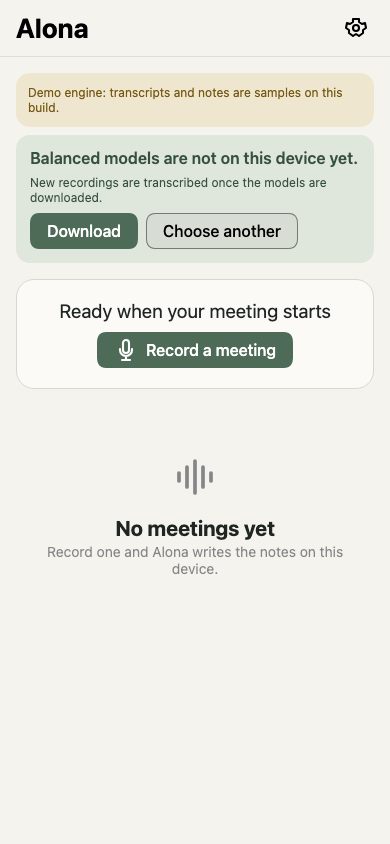 Alona
Demo engine: transcripts and notes are samples on this
build.
Balanced models are not on this device yet.
New recordings are transcribed once the models are
downloaded.
Download
Choose another
Ready when your meeting starts
Record a meeting
No meetings yet
Record one and Alona writes the notes on this
device.